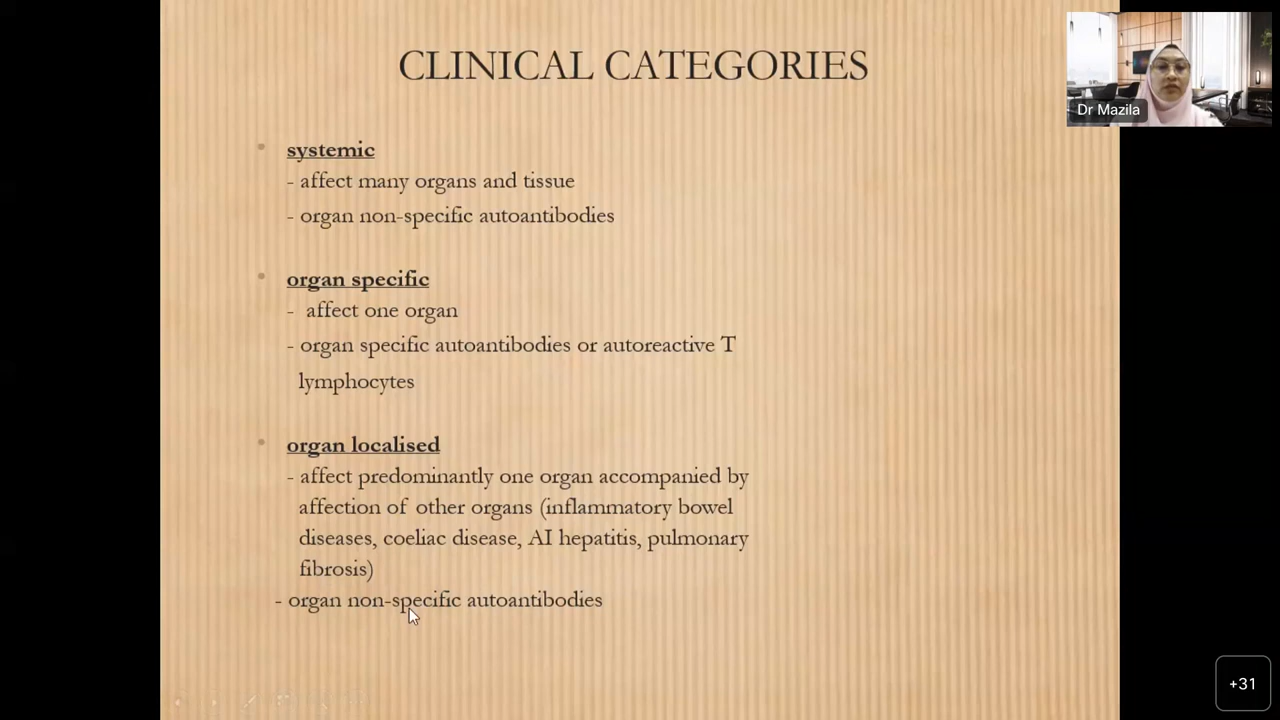 CLINICAL CATEGORIES
Dr Mazila
• systemic
- affect many organs and tissue
- organ non-specific autoantibodies
• organ specific
- affect one organ
- organ specific autoantibodies or autoreactive T
lymphocytes
• organ localised
- affect predominantly one organ accompanied by
affection of other organs (inflammatory bowel
diseases, coeliac disease, AI hepatitis, pulmonary
fibrosis)
- organ non-specific autoantibodies
+31